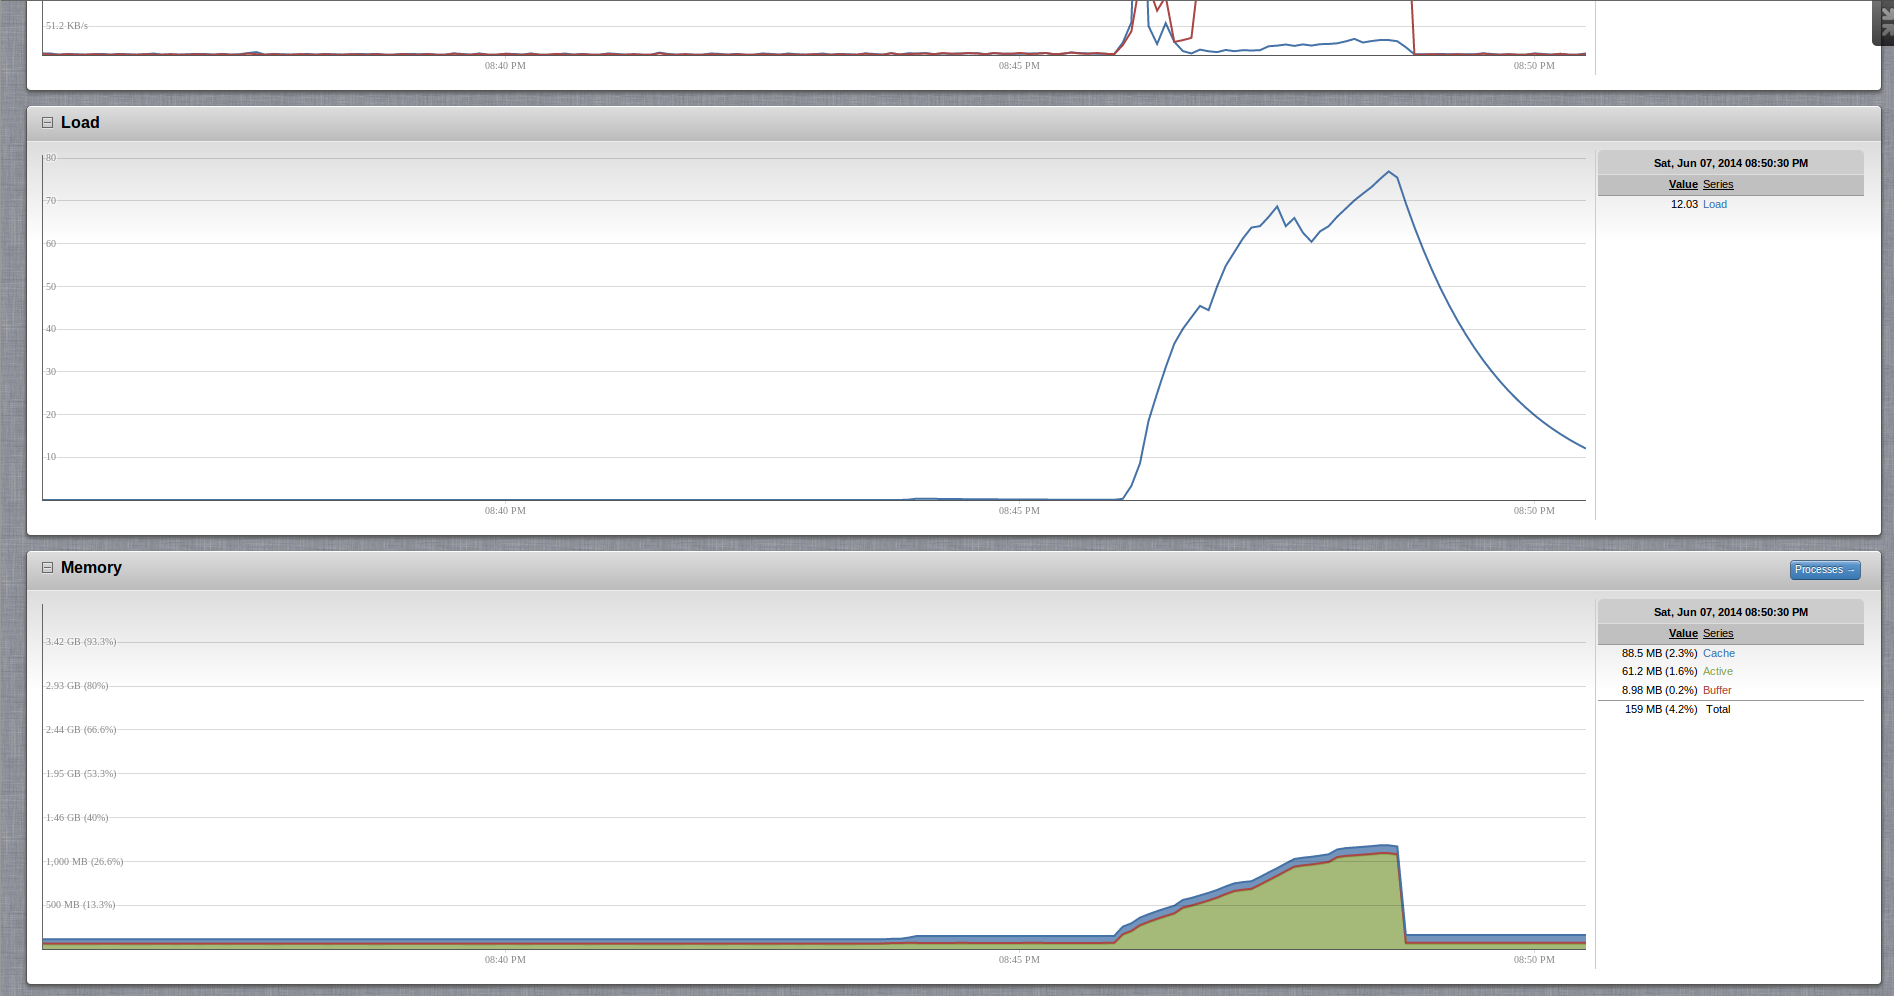 51.2 KB/s
08:40 PM 08:45 PM 08:50 PM
Load
80
70
60
50
40
30
20
10
08:40 PM 08:45 PM 08:50 PM
Sat, Jun 07, 2014 08:50:30 PM
Value Series
12.03 Load
Memory
Processes →
3.42 GB (93.3%)
2.93 GB (80%)
2.44 GB (66.6%)
1.95 GB (53.3%)
1.46 GB (40%)
1,000 MB (26.6%)
500 MB (13.3%)
08:40 PM 08:45 PM 08:50 PM
Sat, Jun 07, 2014 08:50:30 PM
Value Series
88.5 MB (2.3%) Cache
61.2 MB (1.6%) Active
8.98 MB (0.2%) Buffer
159 MB (4.2%) Total